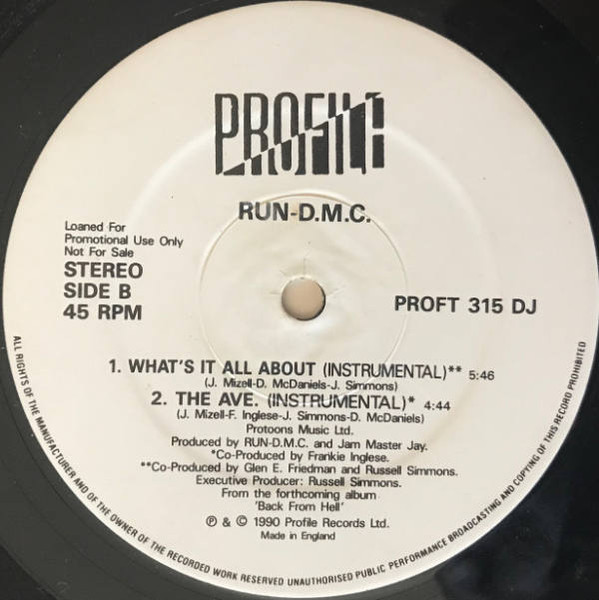 PROFILE
RUN-D.M.C.
Loaned For
Promotional Use Only
Not For Sale
STEREO
SIDE B
45 RPM
PROFT 315 DJ
1. WHAT'S IT ALL ABOUT (INSTRUMENTAL)** 5:46
(J. Mizell-D. McDaniels-J. Simmons)
2. THE AVE. (INSTRUMENTAL)* 4:44
(J. Mizell-F. Inglese-J. Simmons-D. McDaniels)
Protoons Music Ltd.
Produced by RUN-D.M.C. and Jam Master Jay.
*Co-Produced by Frankie Inglese.
**Co-Produced by Glen E. Friedman and Russell Simmons.
Executive Producer: Russell Simmons.
From the forthcoming album
'Back From Hell'
℗ & © 1990 Profile Records Ltd.
Made in England
ALL RIGHTS OF THE MANUFACTURER AND OF THE OWNER OF THE RECORDED WORK RESERVED UNAUTHORISED PUBLIC PERFORMANCE BROADCASTING AND COPYING OF THIS RECORD PROHIBITED